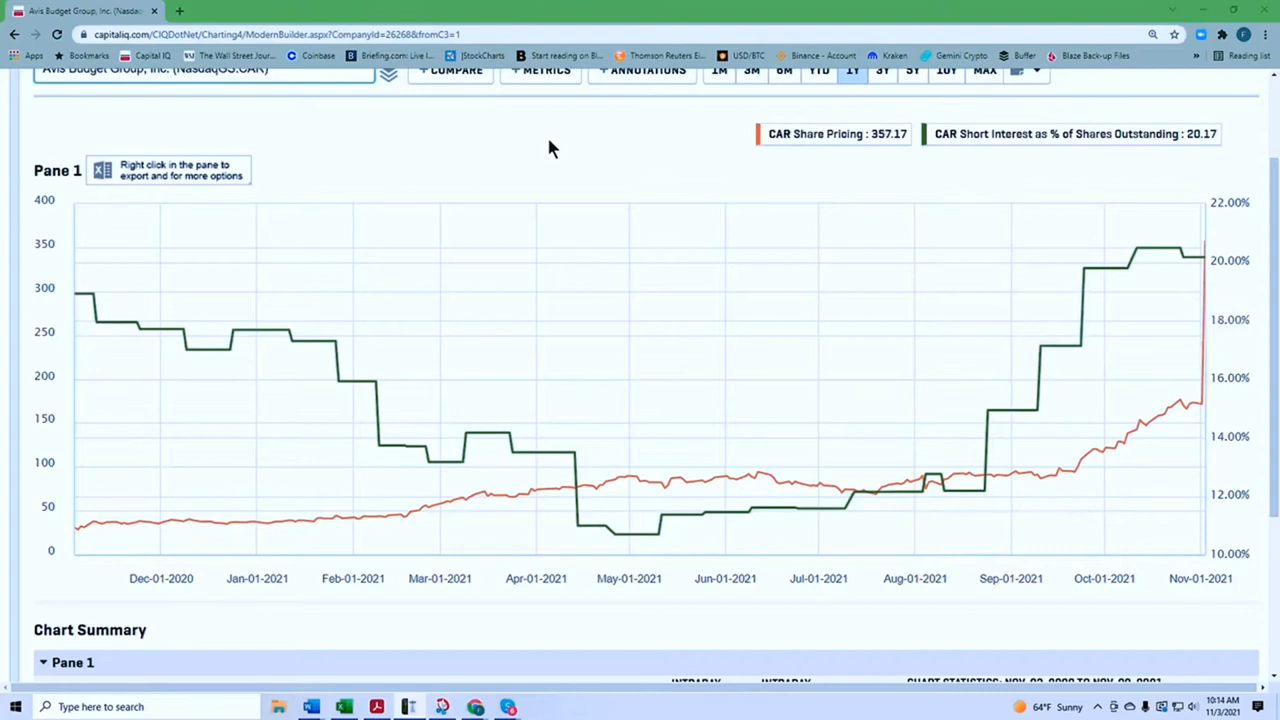 Avis Budget Group, Inc. (Nasdaq
capitaliq.com/CIQDotNet/Charting4/ModernBuilder.aspx?CompanyId=26268&fromC3=1
Apps Bookmarks Capital IQ The Wall Street Jour... Coinbase Briefing.com: Live I... |StockCharts Start reading on Bl... Thomson Reuters Ei... USD/BTC Binance - Account Kraken Gemini Crypto Buffer Blaze Back-up Files » Reading list
Avis Budget Group, Inc. (NasdaqGS:CAR) + COMPARE + METRICS + ANNOTATIONS 1M 3M 6M YTD 1Y 3Y 5Y 10Y MAX
CAR Share Pricing : 357.17 CAR Short Interest as % of Shares Outstanding : 20.17
Pane 1 Right click in the pane to
export and for more options
400 22.00%
350
20.00%
300
18.00%
250
200 16.00%
150
14.00%
100
12.00%
50
0 10.00%
Dec-01-2020 Jan-01-2021 Feb-01-2021 Mar-01-2021 Apr-01-2021 May-01-2021 Jun-01-2021 Jul-01-2021 Aug-01-2021 Sep-01-2021 Oct-01-2021 Nov-01-2021
Chart Summary
Pane 1
INTRADAY INTRADAY CHART STATISTICS:
Type here to search 64°F Sunny 10:14 AM
11/3/2021